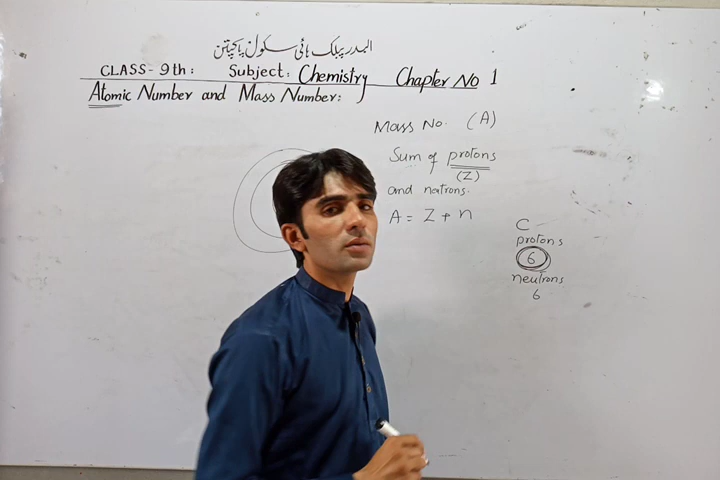 البدر پبلک ہائی سکول پاکپتن
CLASS-9th: Subject: Chemistry Chapter No 1
Atomic Number and Mass Number:
Mass No. (A)
Sum of protons
(Z)
and neutrons.
A = Z + n
C
protons
6
neutrons
6